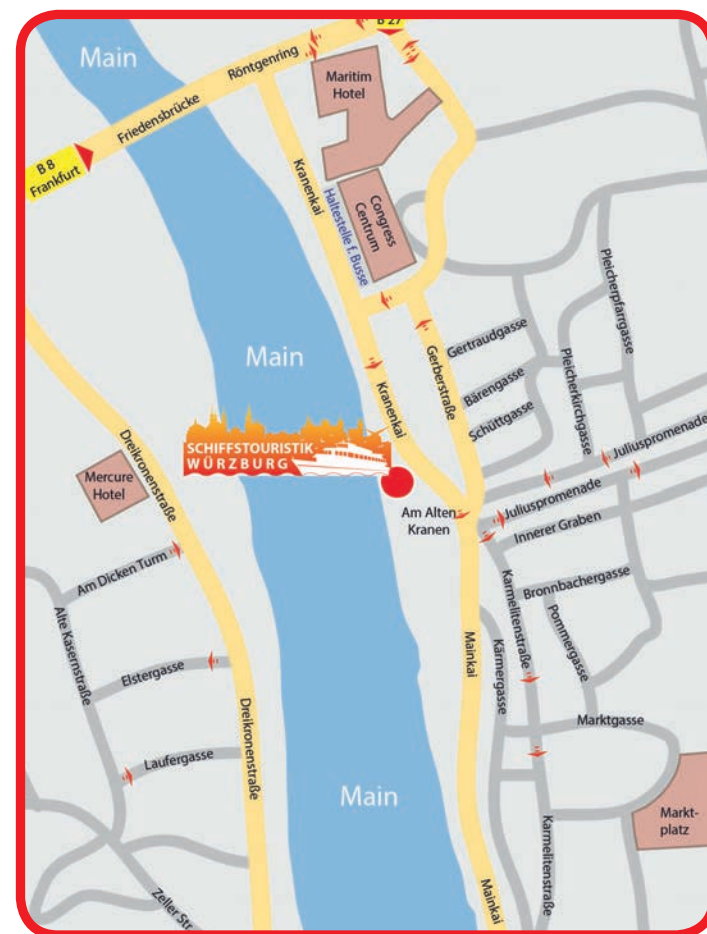 B 27
Main
Röntgenring
Friedensbrücke
B 8
Frankfurt
Maritim
Hotel
Kranenkai
Haltestelle f. Busse
Congress
Centrum
Pleicherpfarrgasse
Main
Gertraudgasse
Gerberstraße
Bärengasse
Pleicherkirchgasse
Schüttgasse
Kranenkai
Dreikronenstraße
SCHIFFSTOURISTIK
WÜRZBURG
Juliuspromenade
Mercure
Hotel
Am Alten
Kranen
Juliuspromenade
Innerer Graben
Am Dicken Turm
Karmelitenstraße
Bronnbachergasse
Alte Kasernstraße
Pommergasse
Mainkai
Kärrnergasse
Elstergasse
Dreikronenstraße
Marktgasse
Laufergasse
Main
Markt-
platz
Karmelitenstraße
Zeller Str.
Mainkai